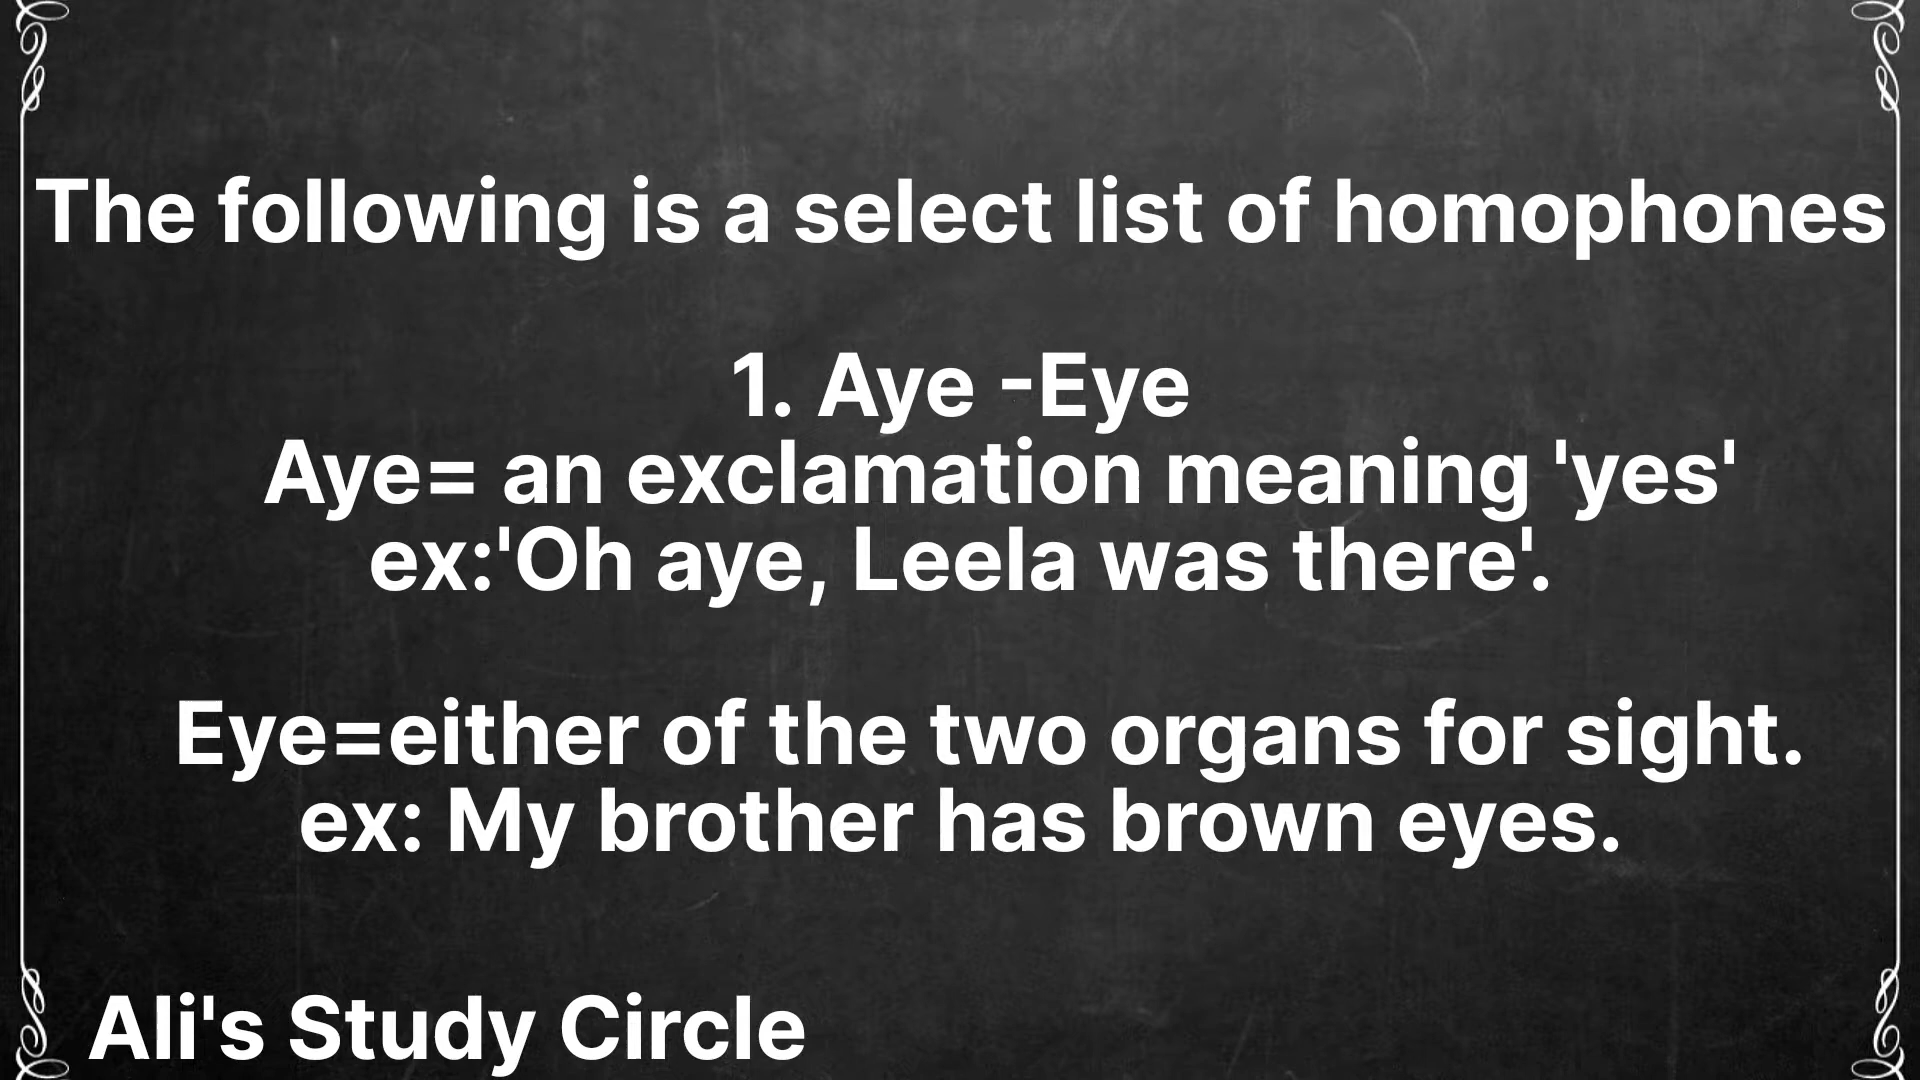 The following is a select list of homophones
1. Aye -Eye
Aye= an exclamation meaning 'yes'
ex:'Oh aye, Leela was there'.
Eye=either of the two organs for sight.
ex: My brother has brown eyes.
Ali's Study Circle